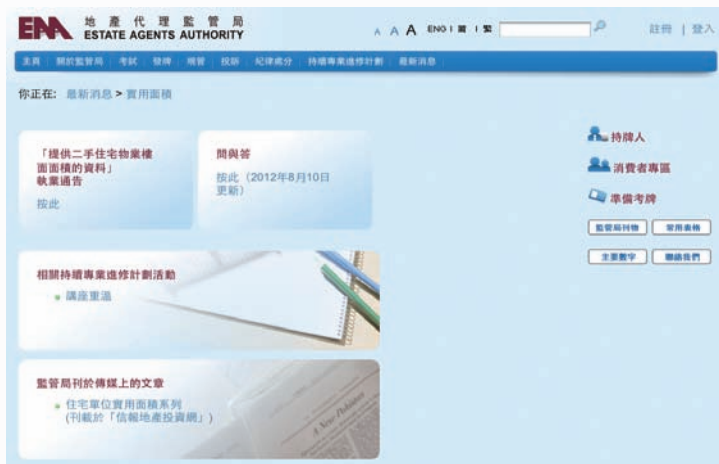 地產代理監管局
ESTATE AGENTS AUTHORITY
A A A ENG | 簡 | 繁
註冊 | 登入
主頁 關於監管局 考試 發牌 規管 投訴 紀律處分 持續專業進修計劃 最新消息
你正在: 最新消息 > 實用面積
「提供二手住宅物業樓
面面積的資料」
執業通告
按此
問與答
按此（2012年8月10日
更新）
相關持續專業進修計劃活動
講座重溫
監管局刊於傳媒上的文章
住宅單位實用面積系列
(刊載於「信報地產投資網」)
持牌人
消費者專區
準備考牌
監管局刊物 常用表格
主要數字 聯絡我們